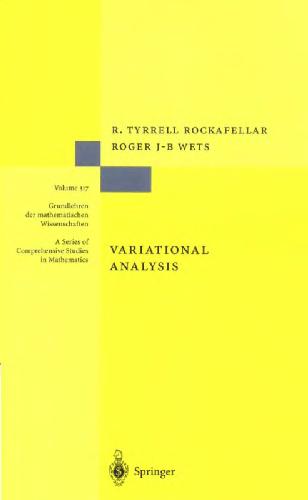 R. TYRRELL ROCKAFELLAR
ROGER J-B WETS
Volume 317
Grundlehren
der mathematischen
Wissenschaften
A Series of
Comprehensive Studies
in Mathematics
VARIATIONAL
ANALYSIS
Springer